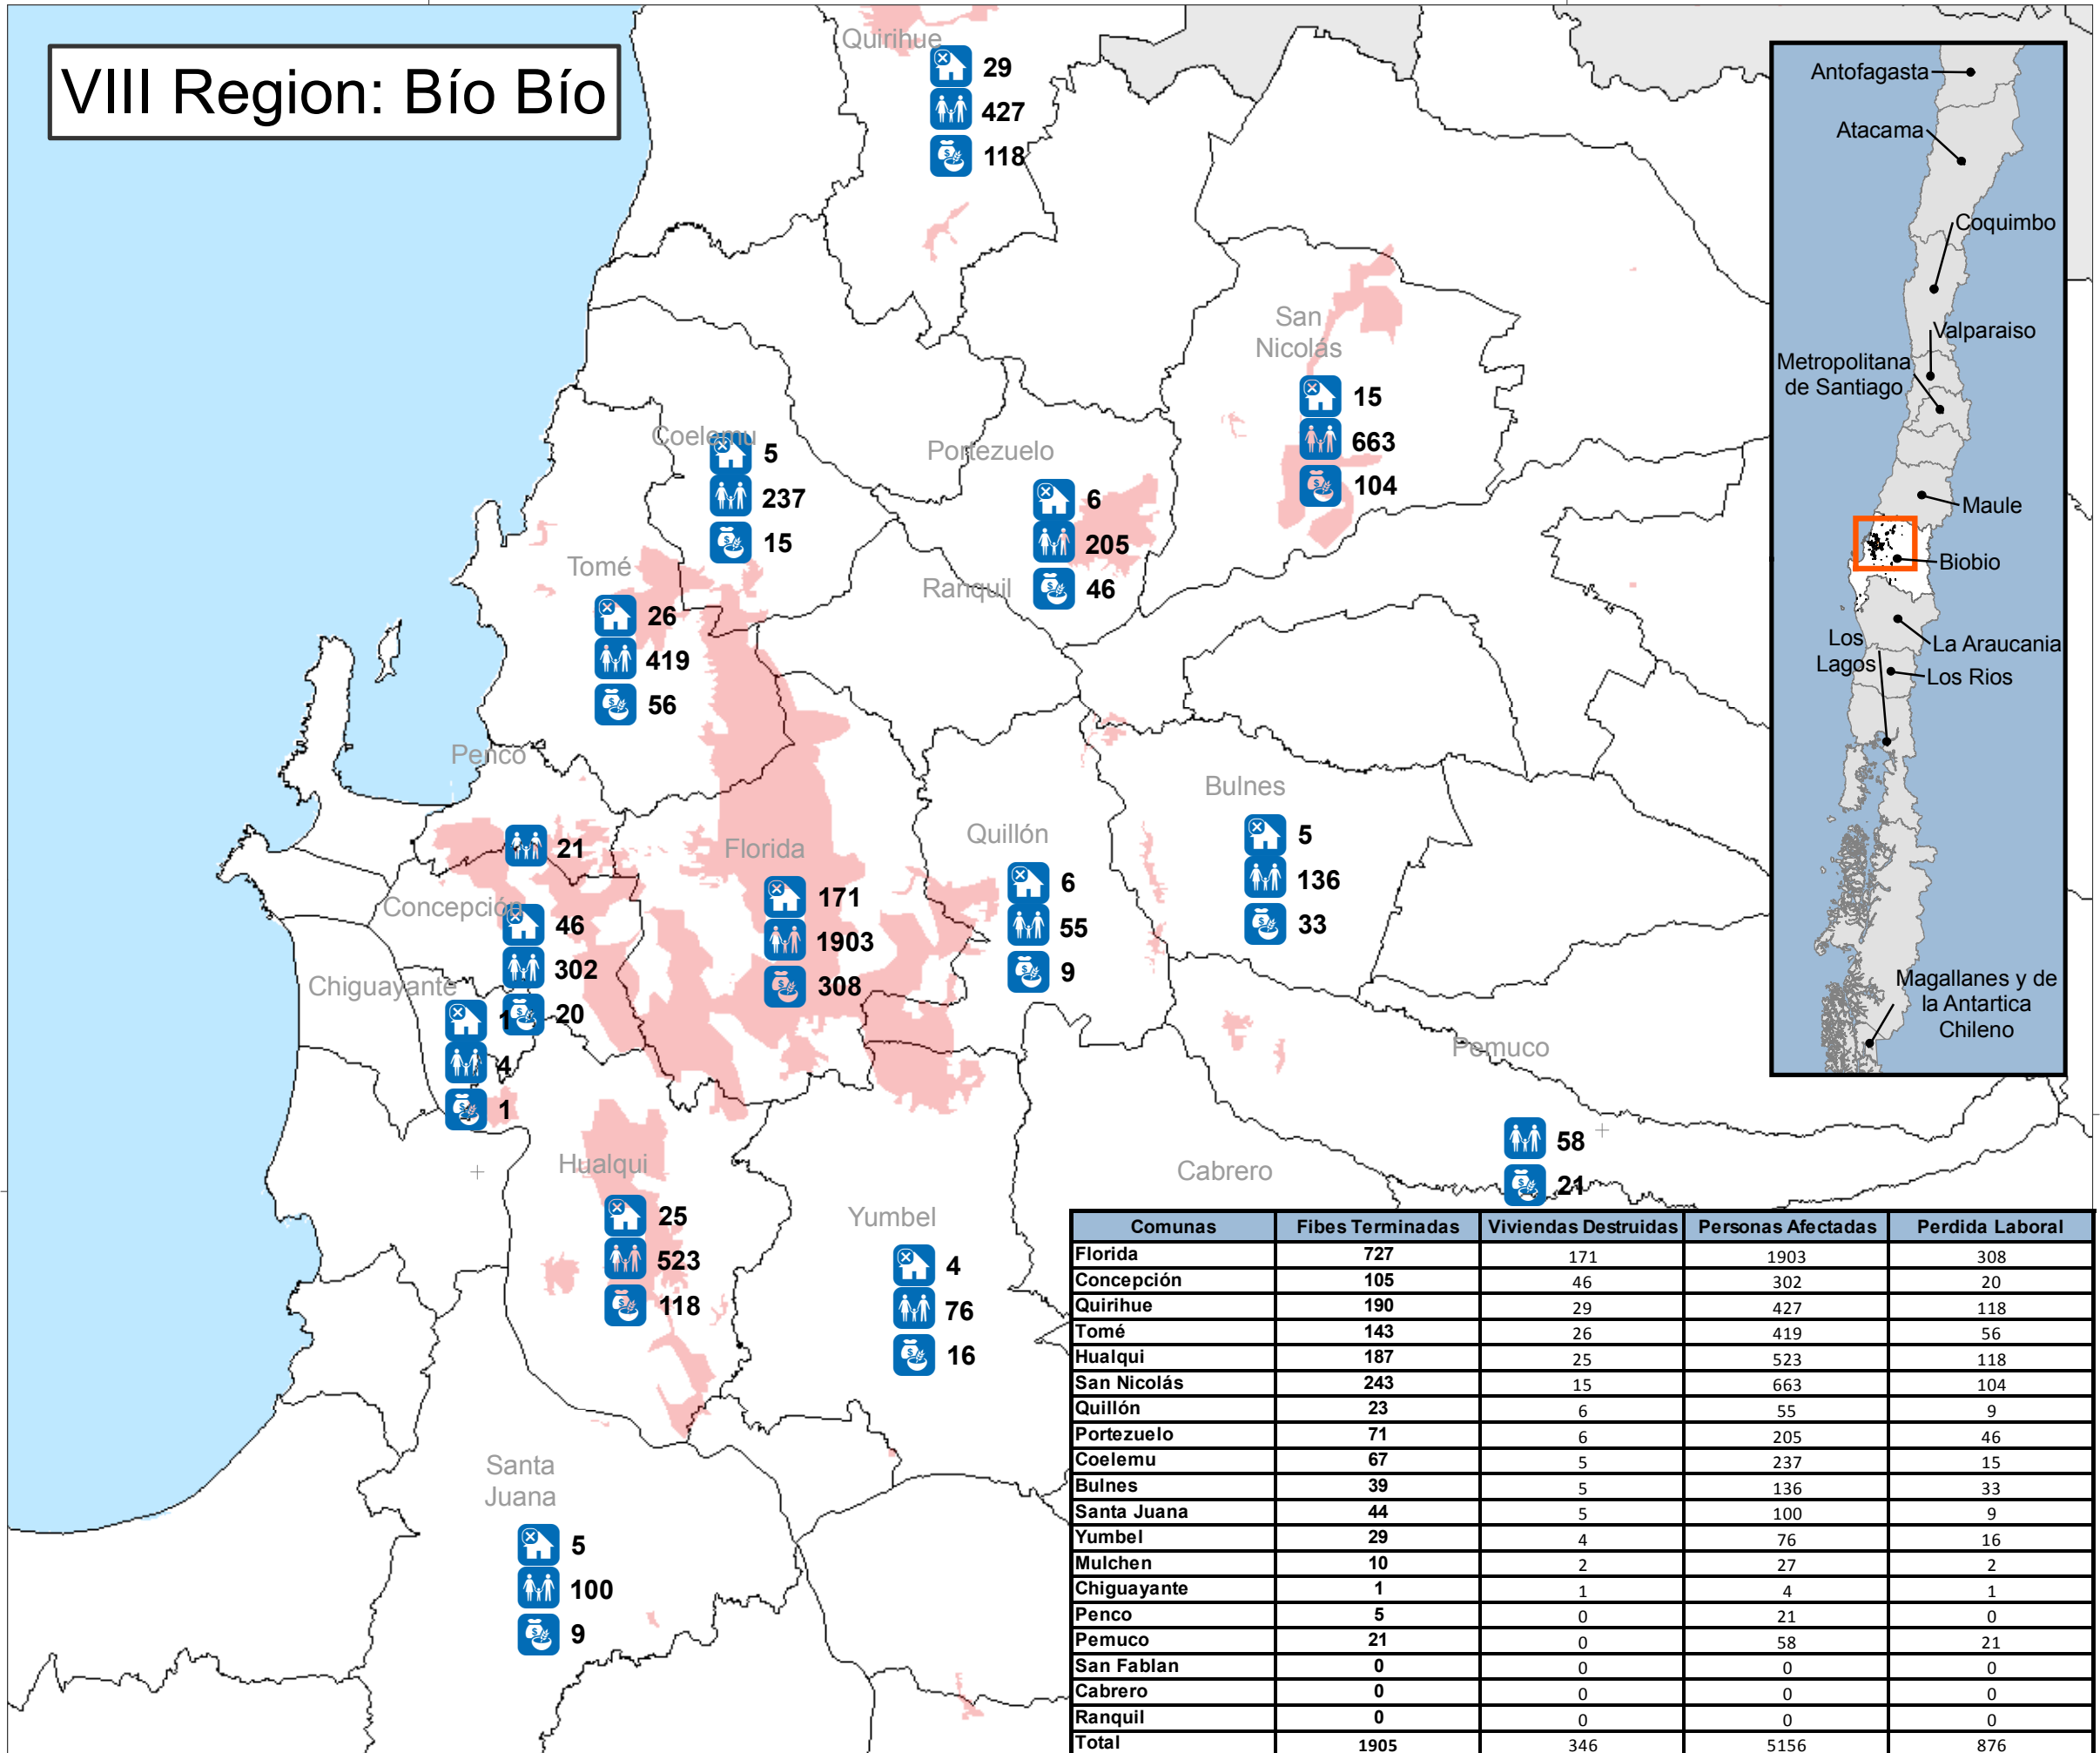 VIII Region: Bío Bío
Quirihue
29
427
118
San
Nicolás
15
663
104
Coelemu
5
237
15
Portezuelo
6
205
46
Ranquil
Tomé
26
419
56
Penco
21
Concepción
46
302
20
Chiguayante
1
4
1
Florida
171
1903
308
Quillón
6
55
9
Bulnes
5
136
33
Pemuco
58
21
Cabrero
Hualqui
25
523
118
Yumbel
4
76
16
Santa
Juana
5
100
9
Antofagasta
Atacama
Coquimbo
Valparaiso
Metropolitana
de Santiago
Maule
Biobio
La Araucania
Los
Lagos
Los Rios
Magallanes y de
la Antartica
Chileno
Comunas Fibes Terminadas Viviendas Destruidas Personas Afectadas Perdida Laboral
Florida 727 171 1903 308
Concepción 105 46 302 20
Quirihue 190 29 427 118
Tomé 143 26 419 56
Hualqui 187 25 523 118
San Nicolás 243 15 663 104
Quillón 23 6 55 9
Portezuelo 71 6 205 46
Coelemu 67 5 237 15
Bulnes 39 5 136 33
Santa Juana 44 5 100 9
Yumbel 29 4 76 16
Mulchen 10 2 27 2
Chiguayante 1 1 4 1
Penco 5 0 21 0
Pemuco 21 0 58 21
San Fablan 0 0 0 0
Cabrero 0 0 0 0
Ranquil 0 0 0 0
Total 1905 346 5156 876